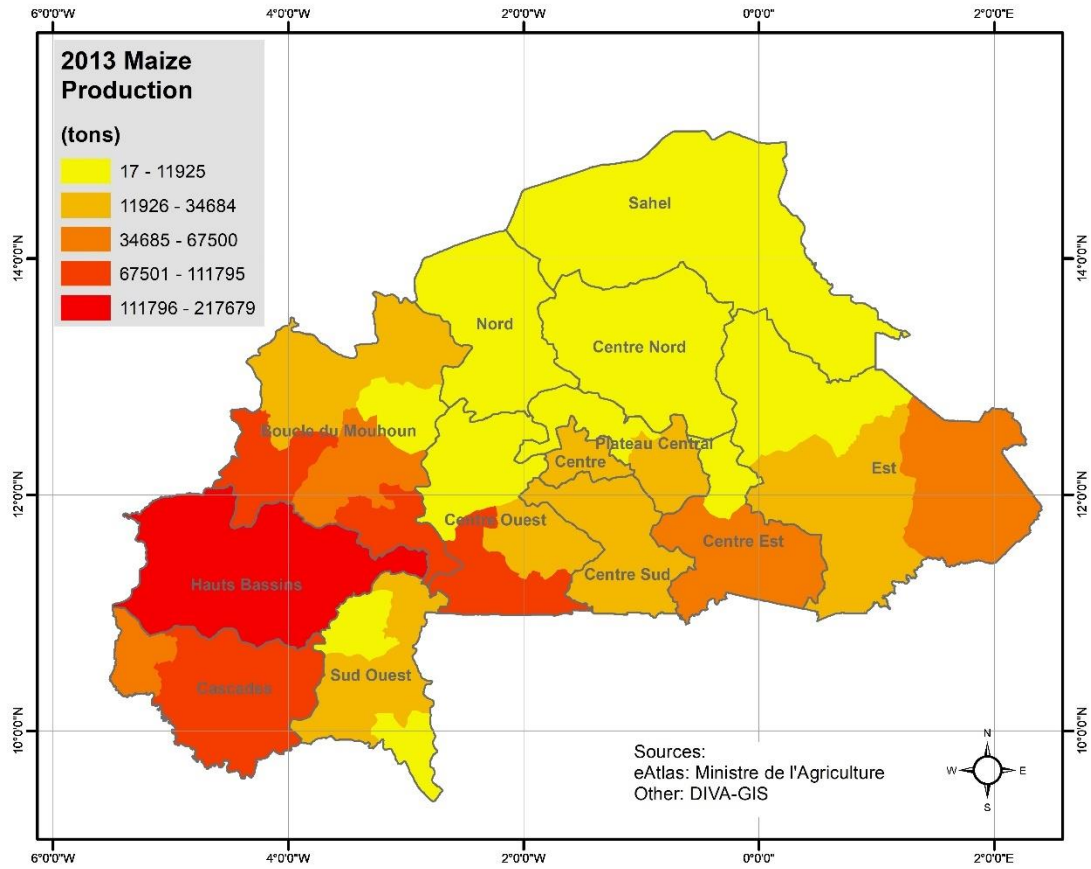 6°0'0"W 4°0'0"W 2°0'0"W 0°0'0" 2°0'0"E
2013 Maize
Production
(tons)
17 - 11925
11926 - 34684
34685 - 67500
67501 - 111795
111796 - 217679
14°0'0"N
14°0'0"N
12°0'0"N
12°0'0"N
10°0'0"N
10°0'0"N
Sahel
Nord
Centre Nord
Boucle du Mouhoun
Plateau Central
Centre
Est
Centre Ouest
Centre Est
Centre Sud
Hauts Bassins
Sud Ouest
Cascades
Sources:
eAtlas: Ministre de l'Agriculture
Other: DIVA-GIS
N
W E
S
6°0'0"W 4°0'0"W 2°0'0"W 0°0'0" 2°0'0"E